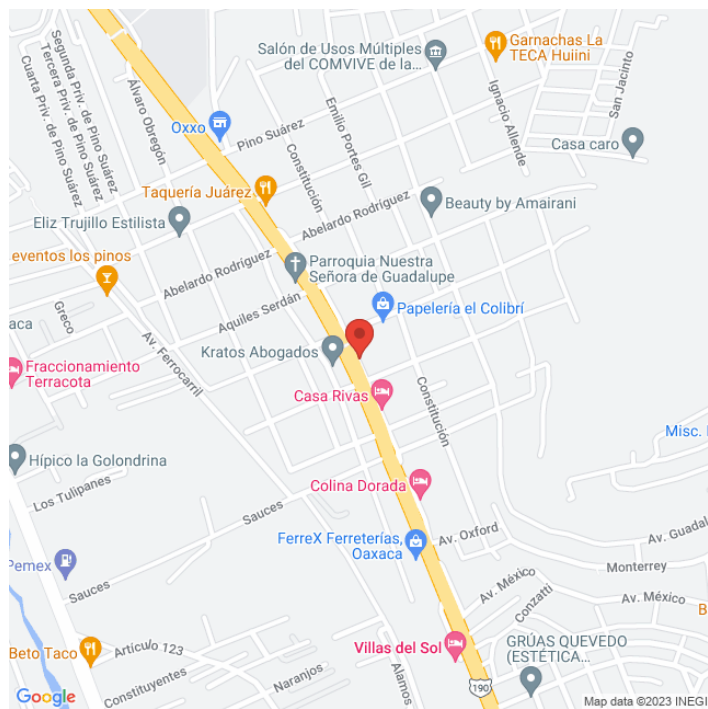 Segunda Priv. de Pino Suárez
Tercera Priv. de Pino Suárez
Cuarta Priv. de Pino Suárez
Álvaro Obregón
Salón de Usos Múltiples
del COMVIVE de la...
Garnachas La
TECA Huiini
San Jacinto
Ignacio Allende
Oxxo
Pino Suárez
Emilio Portes Gil
Constitución
Casa caro
Taquería Juárez
Abelardo Rodríguez
Beauty by Amairani
Eliz Trujillo Estilista
eventos los pinos
Parroquia Nuestra
Señora de Guadalupe
Abelardo Rodríguez
Aquiles Serdán
Greco
aca
Av. Ferrocarril
Papelería el Colibrí
Kratos Abogados
Fraccionamiento
Terracota
Casa Rivas
Constitución
Misc.
Hípico la Golondrina
Los Tulipanes
Sauces
Colina Dorada
FerreX Ferreterías,
Oaxaca
Av. Oxford
Av. Guadal
Monterrey
Pemex
Sauces
Av. México
Conzatti
Av. México
B
Beto Taco
Artículo 123
Villas del Sol
GRÚAS QUEVEDO
(ESTÉTICA...
Constituyentes
Naranjos
Alamos
190
Google
Map data ©2023 INEGI